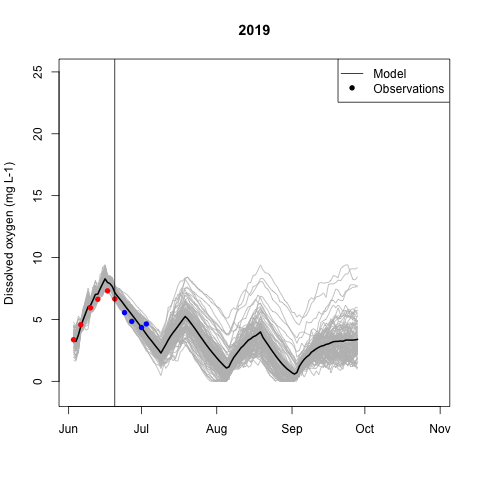 2019
Model
Observations
Dissolved oxygen (mg L-1)
25
20
15
10
5
0
Jun Jul Aug Sep Oct Nov